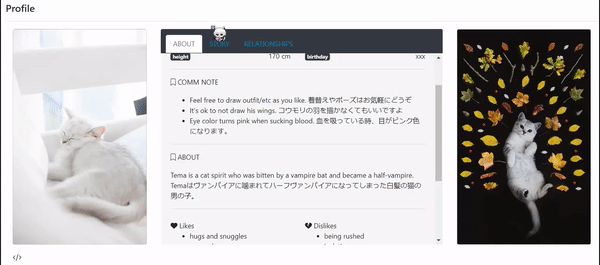 Profile
ABOUT STORY RELATIONSHIPS
height 170 cm birthday xxx
COMM NOTE
Feel free to draw outfit/etc as you like. 着替えやポーズはお気軽にどうぞ
It's ok to not draw his wings. コウモリの羽を描かなくてもいいですよ
Eye color turns pink when sucking blood. 血を吸っている時、目がピンク色
になります。
ABOUT
Tema is a cat spirit who was bitten by a vampire bat and became a half-vampire.
Temaはヴァンパイアに噛まれてハーフヴァンパイアになってしまった白髪の猫の
男の子。
Likes Dislikes
hugs and snuggles being rushed